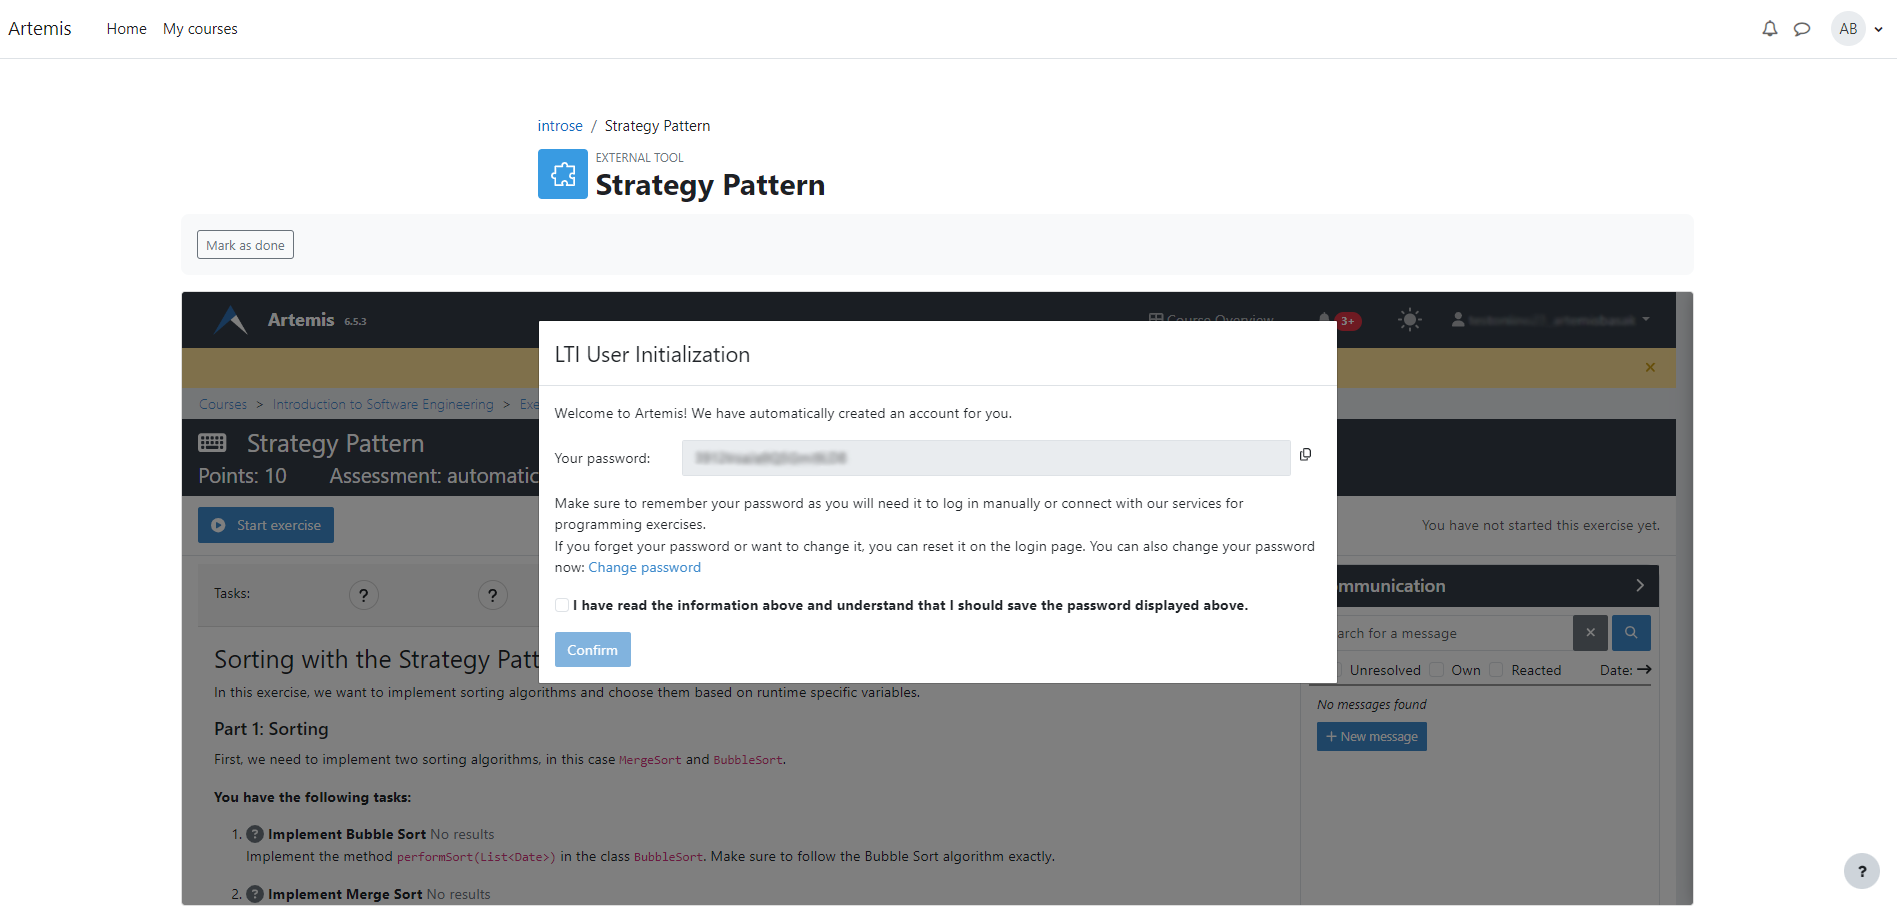 Artemis Home My courses AB
introse / Strategy Pattern
EXTERNAL TOOL
Strategy Pattern
Mark as done
Artemis 6.5.3 Course Overview 3+
Courses > Introduction to Software Engineering > Exe
Strategy Pattern
Points: 10 Assessment: automatic
Start exercise
You have not started this exercise yet.
Tasks: ? ?
LTI User Initialization
Welcome to Artemis! We have automatically created an account for you.
Your password:
Make sure to remember your password as you will need it to log in manually or connect with our services for
programming exercises.
If you forget your password or want to change it, you can reset it on the login page. You can also change your password
now: Change password
I have read the information above and understand that I should save the password displayed above.
Confirm
mmunication
arch for a message
Unresolved Own Reacted Date:
No messages found
+ New message
Sorting with the Strategy Patt
In this exercise, we want to implement sorting algorithms and choose them based on runtime specific variables.
Part 1: Sorting
First, we need to implement two sorting algorithms, in this case MergeSort and BubbleSort.
You have the following tasks:
1. ? Implement Bubble Sort No results
Implement the method performSort(List<Date>) in the class BubbleSort. Make sure to follow the Bubble Sort algorithm exactly.
2. ? Implement Merge Sort No results
?